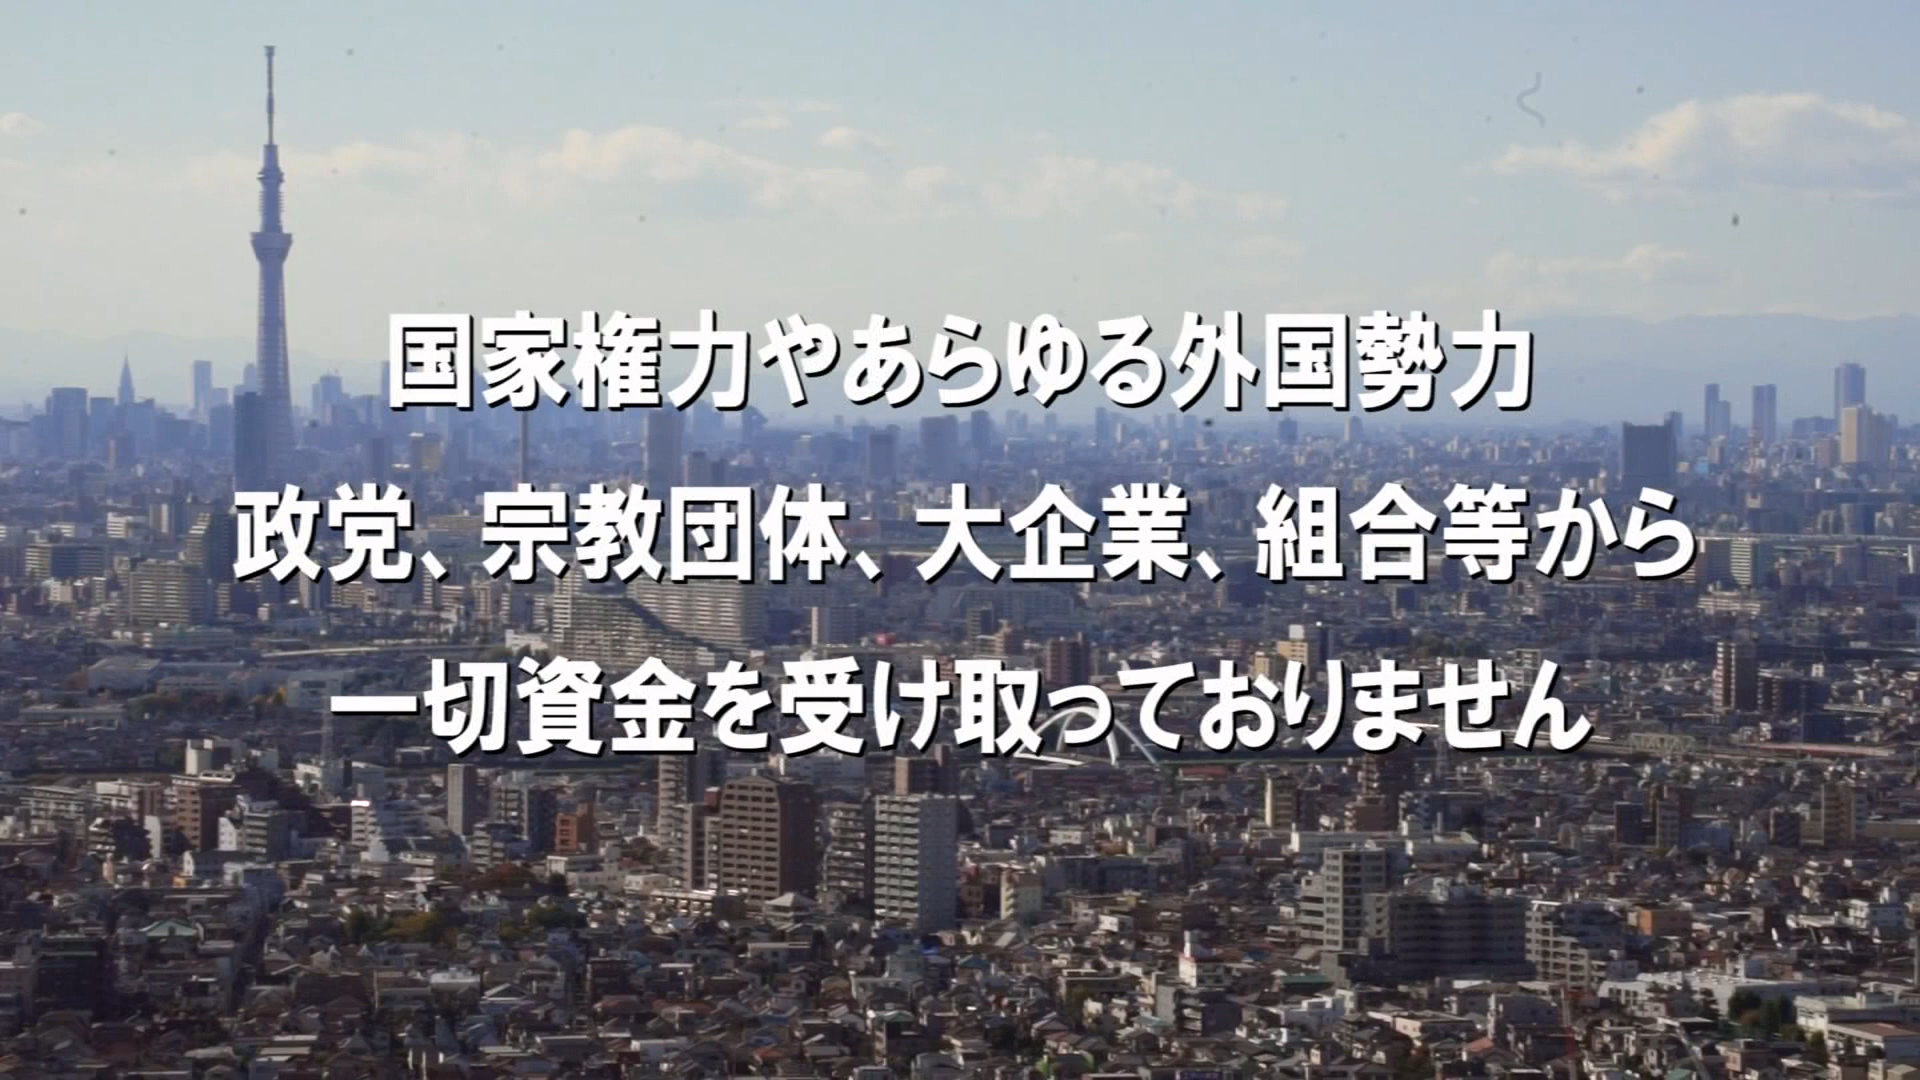 国家権力やあらゆる外国勢力
政党、宗教団体、大企業、組合等から
一切資金を受け取っておりません